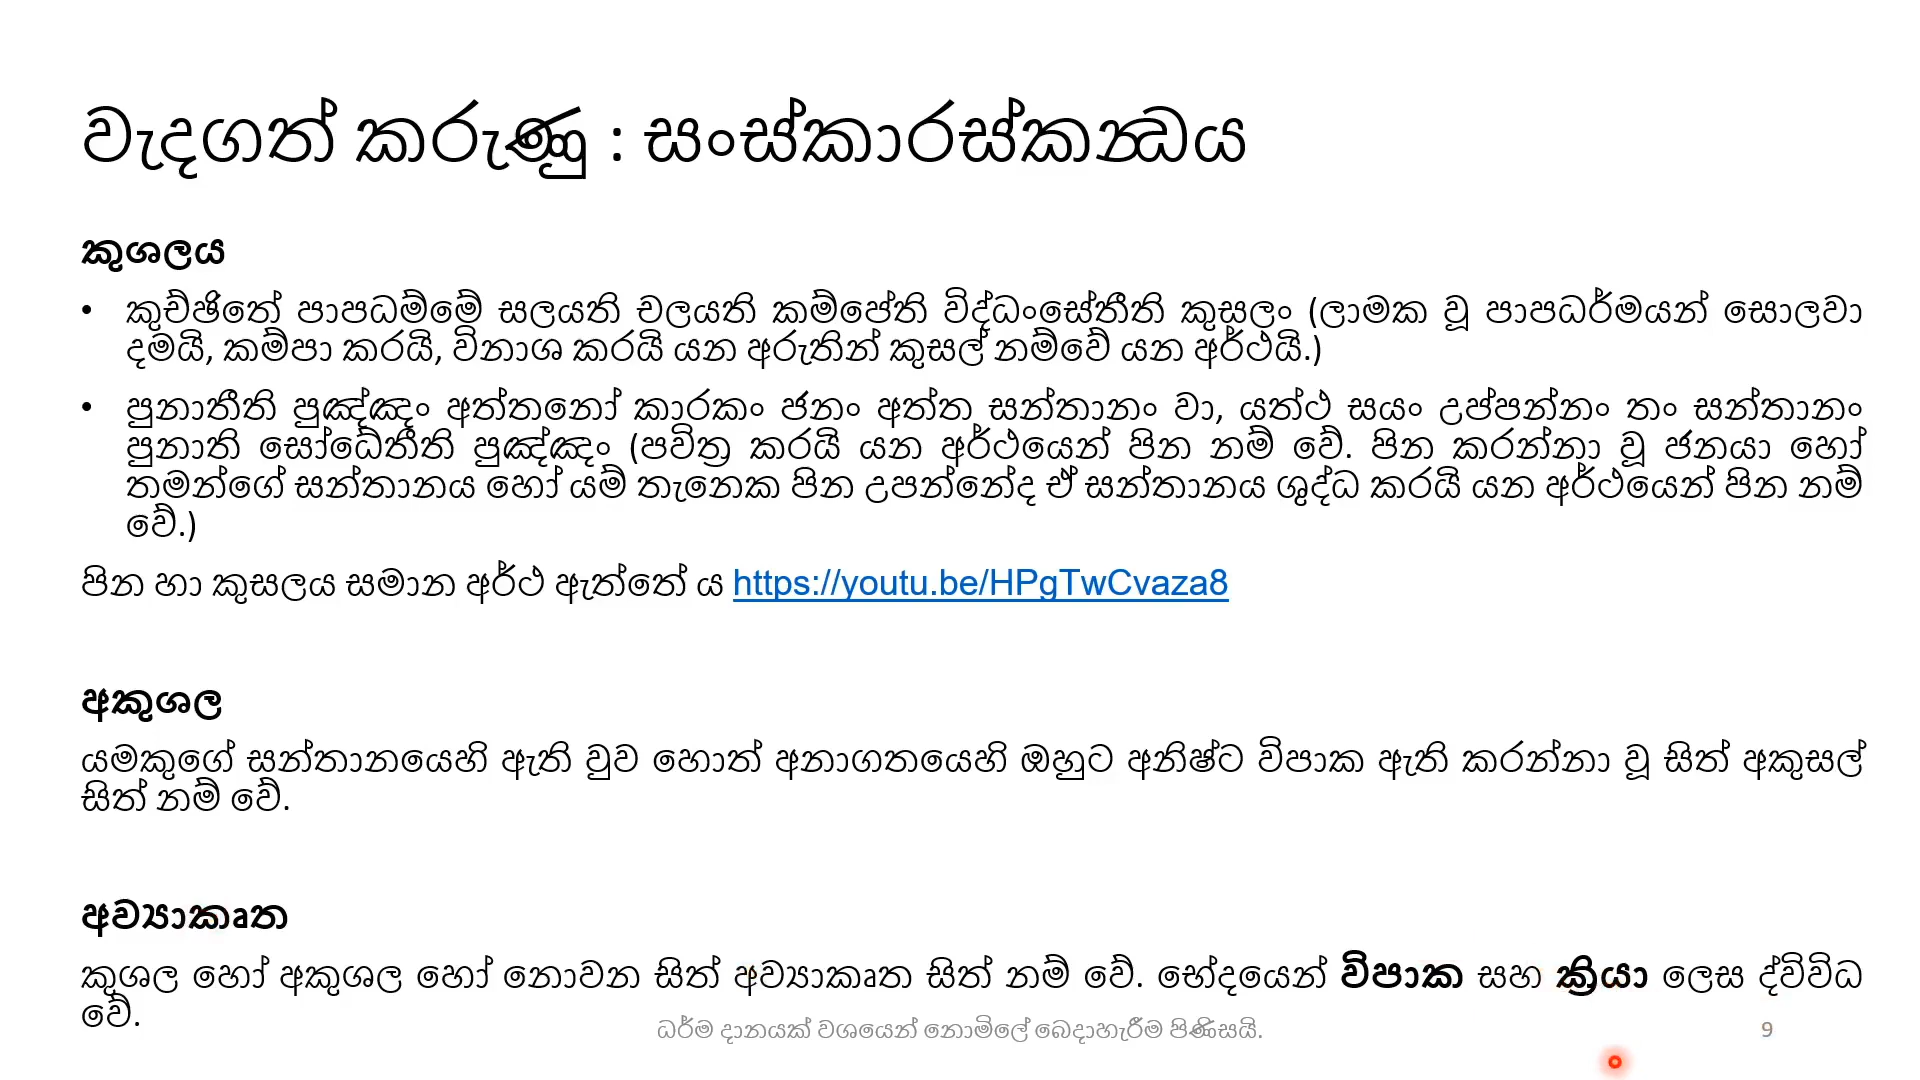 වැදගත් කරුණු : සංස්කාරස්කන්ධය
කුශලය
• කුච්ඡිතේ පාපධම්මේ සලයති චලයති කම්පේති විද්ධංසේතීති කුසලං (ලාමක වූ පාපධර්මයන් සොලවා
දමයි, කම්පා කරයි, විනාශ කරයි යන අරුතින් කුසල් නම්වේ යන අර්ථයි.)
• පුනාතීති පුඤ්ඤං අත්තනෝ කාරකං ජනං අත්ත සන්තානං වා, යත්ථ සයං උප්පන්නං තං සන්තානං
පුනාති සෝධේතීති පුඤ්ඤං (පවිත්‍ර කරයි යන අර්ථයෙන් පින නම් වේ. පින කරන්නා වූ ජනයා හෝ
තමන්ගේ සන්තානය හෝ යම් තැනෙක පින උපන්නේද ඒ සන්තානය ශුද්ධ කරයි යන අර්ථයෙන් පින නම්
වේ.)
පින හා කුසලය සමාන අර්ථ ඇත්තේ ය https://youtu.be/HPgTwCvaza8
අකුශල
යමකුගේ සන්තානයෙහි ඇති වුව හොත් අනාගතයෙහි ඔහුට අනිෂ්ට විපාක ඇති කරන්නා වූ සිත් අකුසල්
සිත් නම් වේ.
අව්‍යාකෘත
කුශල හෝ අකුශල හෝ නොවන සිත් අව්‍යාකෘත සිත් නම් වේ. භේදයෙන් විපාක සහ ක්‍රියා ලෙස ද්විවිධ
වේ.
ධර්ම දානයක් වශයෙන් නොමිලේ බෙදාහැරීම පිණිසයි.
9